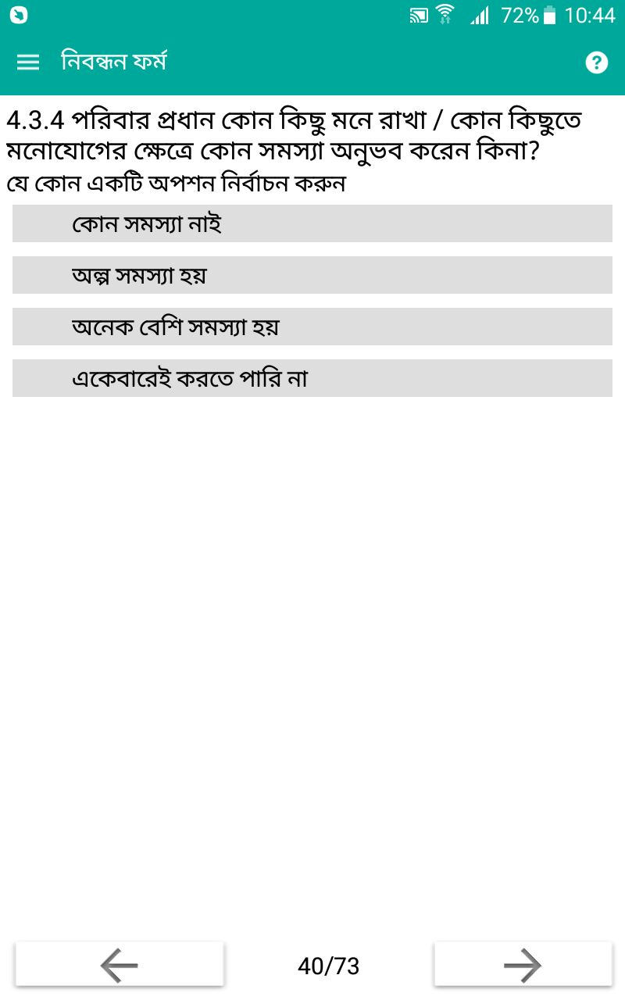 72% 10:44
নিবন্ধন ফর্ম
4.3.4 পরিবার প্রধান কোন কিছু মনে রাখা / কোন কিছুতে
মনোযোগের ক্ষেত্রে কোন সমস্যা অনুভব করেন কিনা?
যে কোন একটি অপশন নির্বাচন করুন
কোন সমস্যা নাই
অল্প সমস্যা হয়
অনেক বেশি সমস্যা হয়
একেবারেই করতে পারি না
40/73